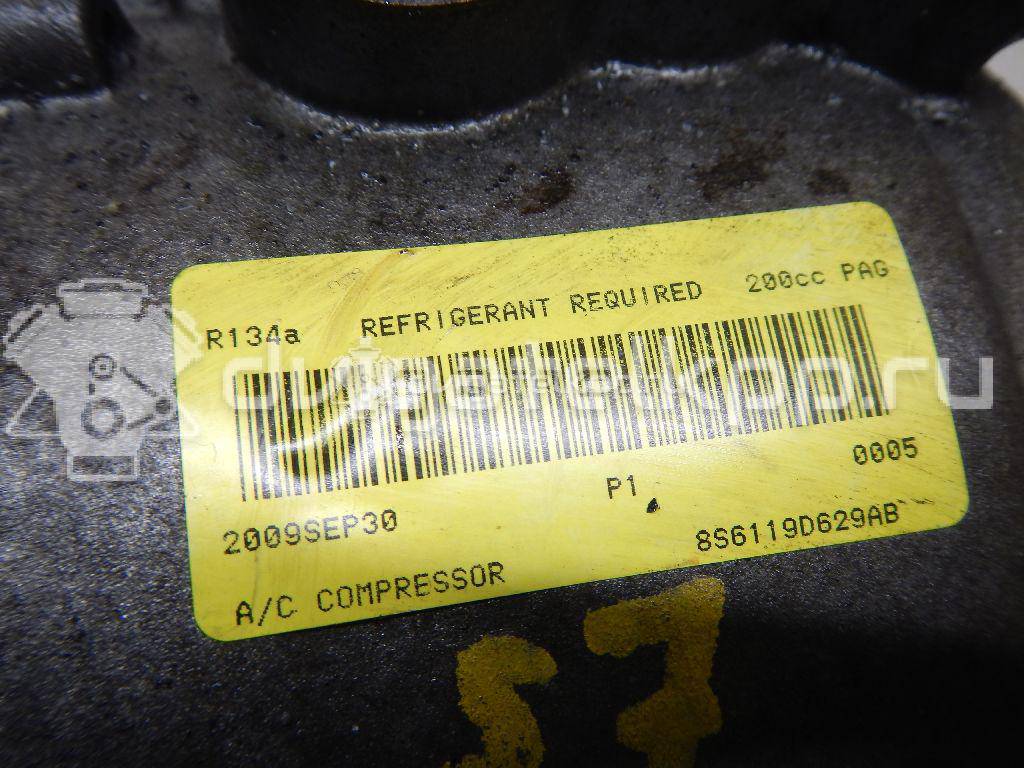 R134a REFRIGERANT REQUIRED 200cc PAG
2009SEP30 P1 0005
A/C COMPRESSOR 8S6119D629AB
S7